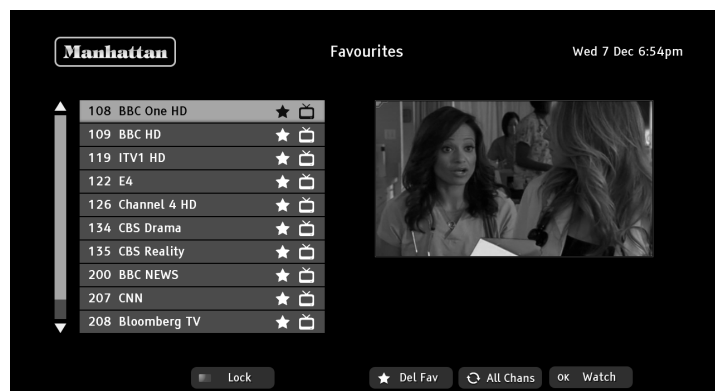 Manhattan
Favourites
Wed 7 Dec 6:54pm
108 BBC One HD
109 BBC HD
119 ITV1 HD
122 E4
126 Channel 4 HD
134 CBS Drama
135 CBS Reality
200 BBC NEWS
207 CNN
208 Bloomberg TV
Lock
Del Fav
All Chans
OK Watch